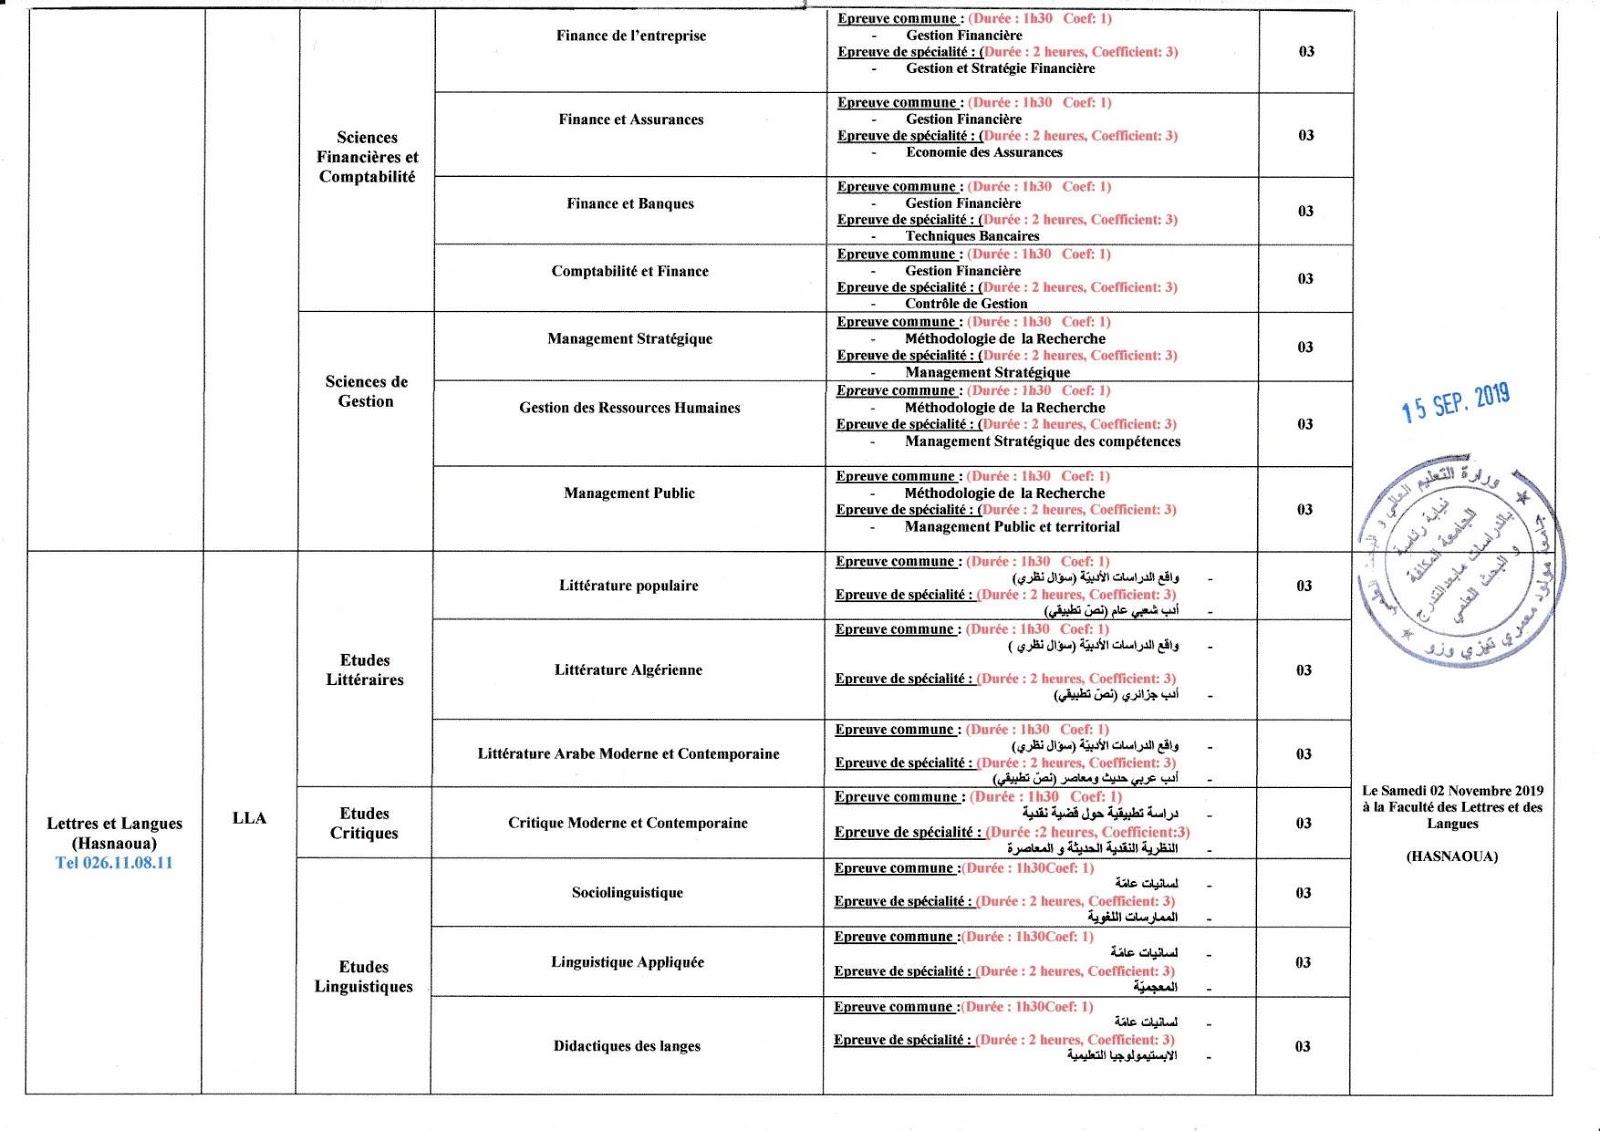 Sciences
Financières et
Comptabilité
Finance de l'entreprise
Epreuve commune : (Durée : 1h30 Coef: 1)
- Gestion Financière
Epreuve de spécialité : (Durée : 2 heures, Coefficient: 3)
- Gestion et Stratégie Financière
03
Finance et Assurances
Epreuve commune : (Durée : 1h30 Coef: 1)
- Gestion Financière
Epreuve de spécialité : (Durée : 2 heures, Coefficient: 3)
- Economie des Assurances
03
Finance et Banques
Epreuve commune : (Durée : 1h30 Coef: 1)
- Gestion Financière
Epreuve de spécialité : (Durée : 2 heures, Coefficient: 3)
- Techniques Bancaires
03
Comptabilité et Finance
Epreuve commune : (Durée : 1h30 Coef: 1)
- Gestion Financière
Epreuve de spécialité : (Durée : 2 heures, Coefficient: 3)
- Contrôle de Gestion
03
Sciences de
Gestion
Management Stratégique
Epreuve commune : (Durée : 1h30 Coef: 1)
- Méthodologie de la Recherche
Epreuve de spécialité : (Durée : 2 heures, Coefficient: 3)
- Management Stratégique
03
Gestion des Ressources Humaines
Epreuve commune : (Durée : 1h30 Coef: 1)
- Méthodologie de la Recherche
Epreuve de spécialité : (Durée : 2 heures, Coefficient: 3)
- Management Stratégique des compétences
03
Management Public
Epreuve commune : (Durée : 1h30 Coef: 1)
- Méthodologie de la Recherche
Epreuve de spécialité : (Durée : 2 heures, Coefficient: 3)
- Management Public et territorial
03
15 SEP. 2019
وزارة التعليم العالي و البحث العلمي
مولود معمري تيزي وزو
نيابة رئاسة
الجامعة المكلفة
بالدراسات مابعد التدرج
و البحث العلمي
Lettres et Langues
(Hasnaoua)
Tel 026.11.08.11
LLA
Etudes
Littéraires
Littérature populaire
Epreuve commune : (Durée : 1h30 Coef: 1)
- واقع الدراسات الأدبيّة (سؤال نظري)
Epreuve de spécialité : (Durée : 2 heures, Coefficient: 3)
- أدب شعبي عام (نصّ تطبيقي)
03
Littérature Algérienne
Epreuve commune : (Durée : 1h30 Coef: 1)
- واقع الدراسات الأدبيّة (سؤال نظري )
Epreuve de spécialité : (Durée : 2 heures, Coefficient: 3)
- أدب جزائري (نصّ تطبيقي)
03
Littérature Arabe Moderne et Contemporaine
Epreuve commune : (Durée : 1h30 Coef: 1)
- واقع الدراسات الأدبيّة (سؤال نظري)
Epreuve de spécialité : (Durée : 2 heures, Coefficient: 3)
- أدب عربي حديث ومعاصر (نصّ تطبيقي)
03
Etudes
Critiques
Critique Moderne et Contemporaine
Epreuve commune : (Durée : 1h30 Coef: 1)
- دراسة تطبيقية حول قضية نقدية
Epreuve de spécialité : (Durée :2 heures, Coefficient:3)
- النظرية النقدية الحديثة و المعاصرة
03
Etudes
Linguistiques
Sociolinguistique
Epreuve commune :(Durée : 1h30Coef: 1)
- لسانيات عامّة
Epreuve de spécialité : (Durée : 2 heures, Coefficient: 3)
- الممارسات اللغوية
03
Linguistique Appliquée
Epreuve commune :(Durée : 1h30Coef: 1)
- لسانيات عامّة
Epreuve de spécialité : (Durée : 2 heures, Coefficient: 3)
- المعجميّة
03
Didactiques des langes
Epreuve commune :(Durée : 1h30Coef: 1)
- لسانيات عامّة
Epreuve de spécialité : (Durée : 2 heures, Coefficient: 3)
- الابستيمولوجيا التعليمية
03
Le Samedi 02 Novembre 2019
à la Faculté des Lettres et des
Langues
(HASNAOUA)